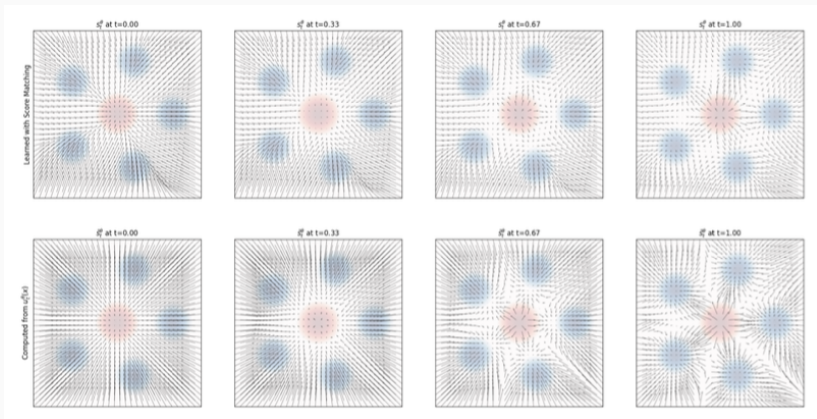 s_t^θ at t=0.00
s_t^θ at t=0.33
s_t^θ at t=0.67
s_t^θ at t=1.00
Learned with Score Matching
s̃_t^θ at t=0.00
s̃_t^θ at t=0.33
s̃_t^θ at t=0.67
s̃_t^θ at t=1.00
Computed from u_t^θ(x)